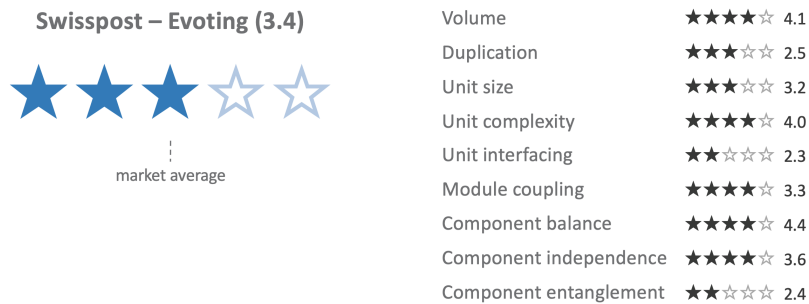 Swisspost – Evoting (3.4)
market average
Volume ★★★★☆ 4.1
Duplication ★★★☆☆ 2.5
Unit size ★★★☆☆ 3.2
Unit complexity ★★★★☆ 4.0
Unit interfacing ★★☆☆☆ 2.3
Module coupling ★★★★☆ 3.3
Component balance ★★★★☆ 4.4
Component independence ★★★★☆ 3.6
Component entanglement ★★☆☆☆ 2.4